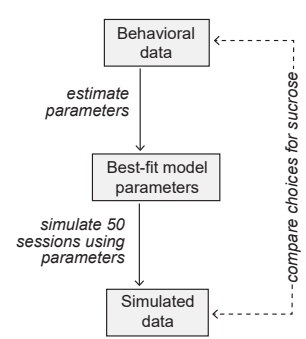 Behavioral
data
estimate
parameters
Best-fit model
parameters
simulate 50
sessions using
parameters
Simulated
data
compare choices for sucrose